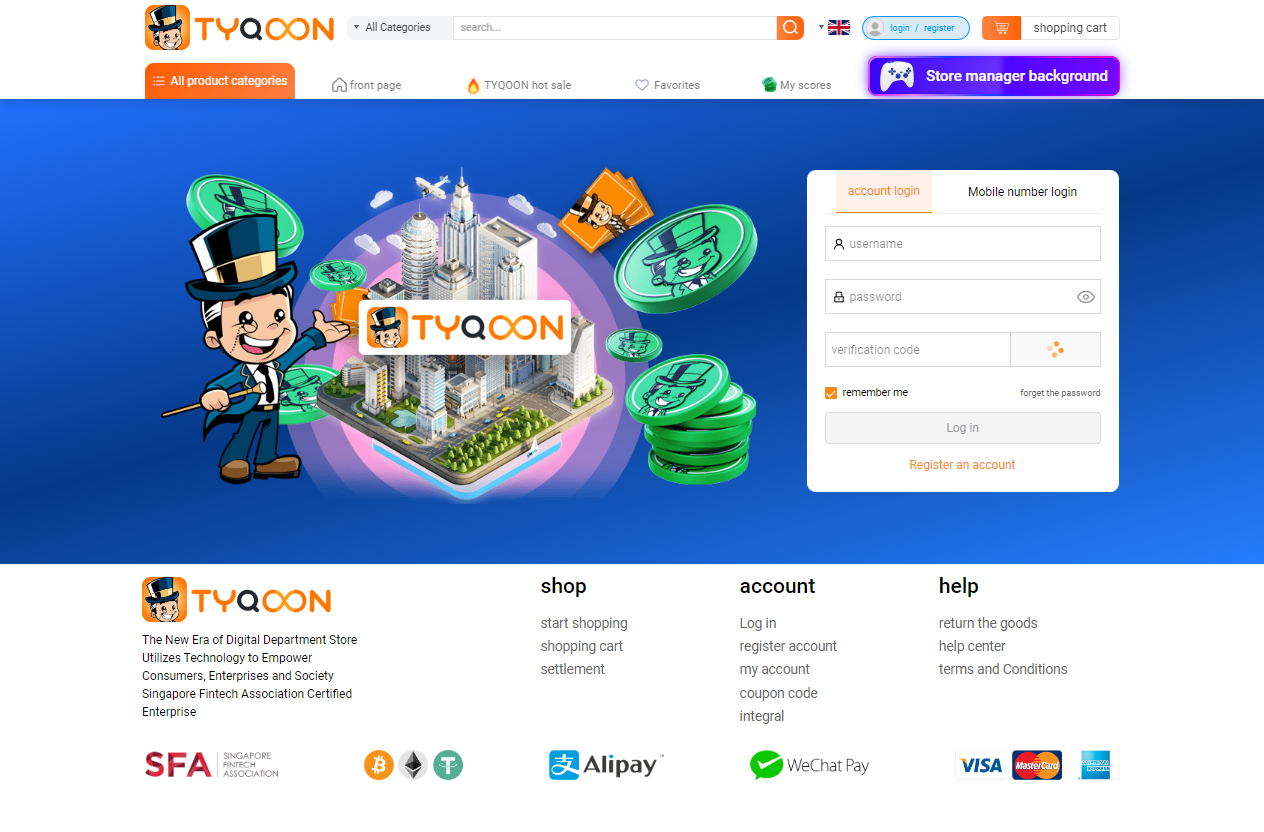 TYQOON
All Categories
search...
login / register
shopping cart
All product categories
front page
TYQOON hot sale
Favorites
My scores
Store manager background
TYQOON
account login
Mobile number login
username
password
verification code
remember me
forget the password
Log in
Register an account
TYQOON
The New Era of Digital Department Store
Utilizes Technology to Empower
Consumers, Enterprises and Society
Singapore Fintech Association Certified
Enterprise
shop
start shopping
shopping cart
settlement
account
Log in
register account
my account
coupon code
integral
help
return the goods
help center
terms and Conditions
SFA
SINGAPORE
FINTECH
ASSOCIATION
支
Alipay™
WeChat Pay
VISA
MasterCard
AMERICAN
EXPRESS